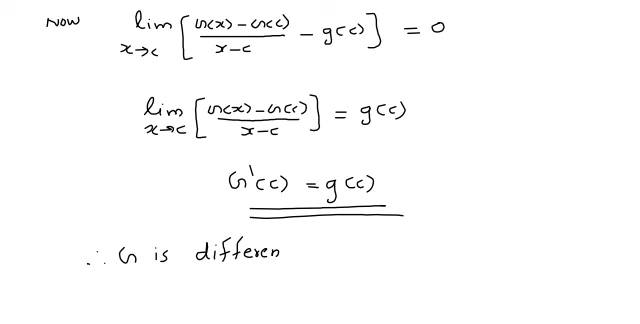 Now lim x→c [ (G(x) - G(c)) / (x - c) - g(c) ] = 0
lim x→c [ (G(x) - G(c)) / (x - c) ] = g(c)
G'(c) = g(c)
∴ G is differen